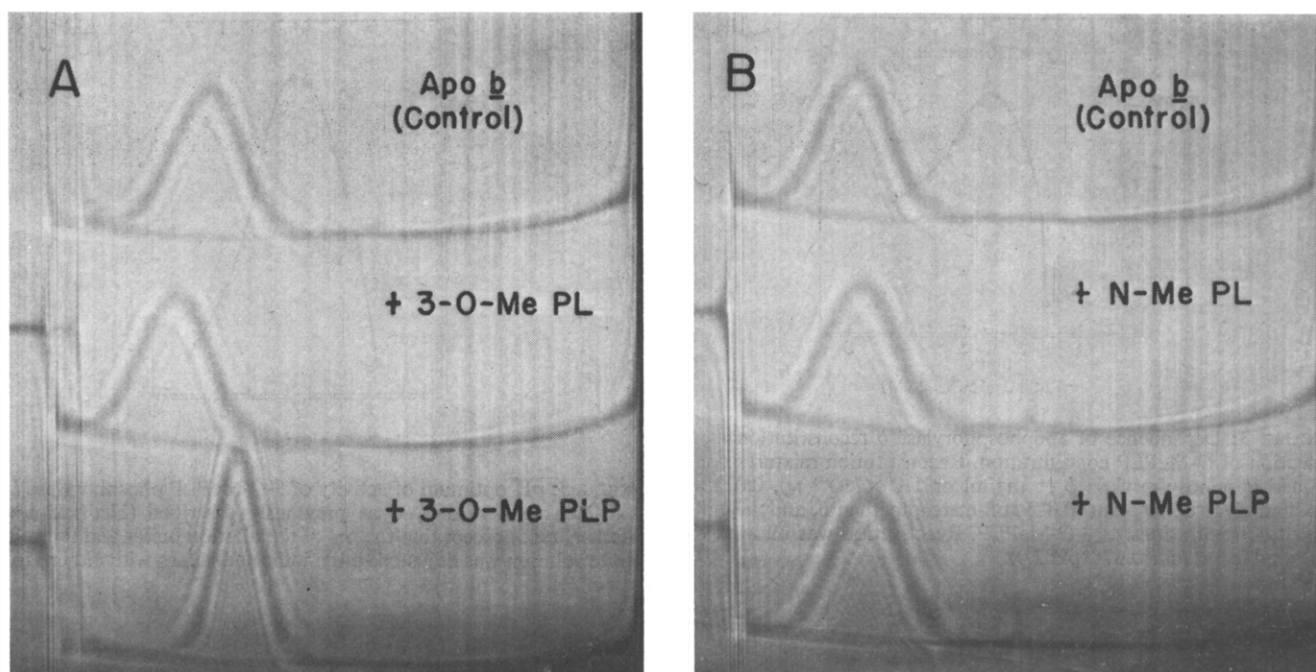 A
Apo b
(Control)
+ 3-O-Me PL
+ 3-O-Me PLP
B
Apo b
(Control)
+ N-Me PL
+ N-Me PLP